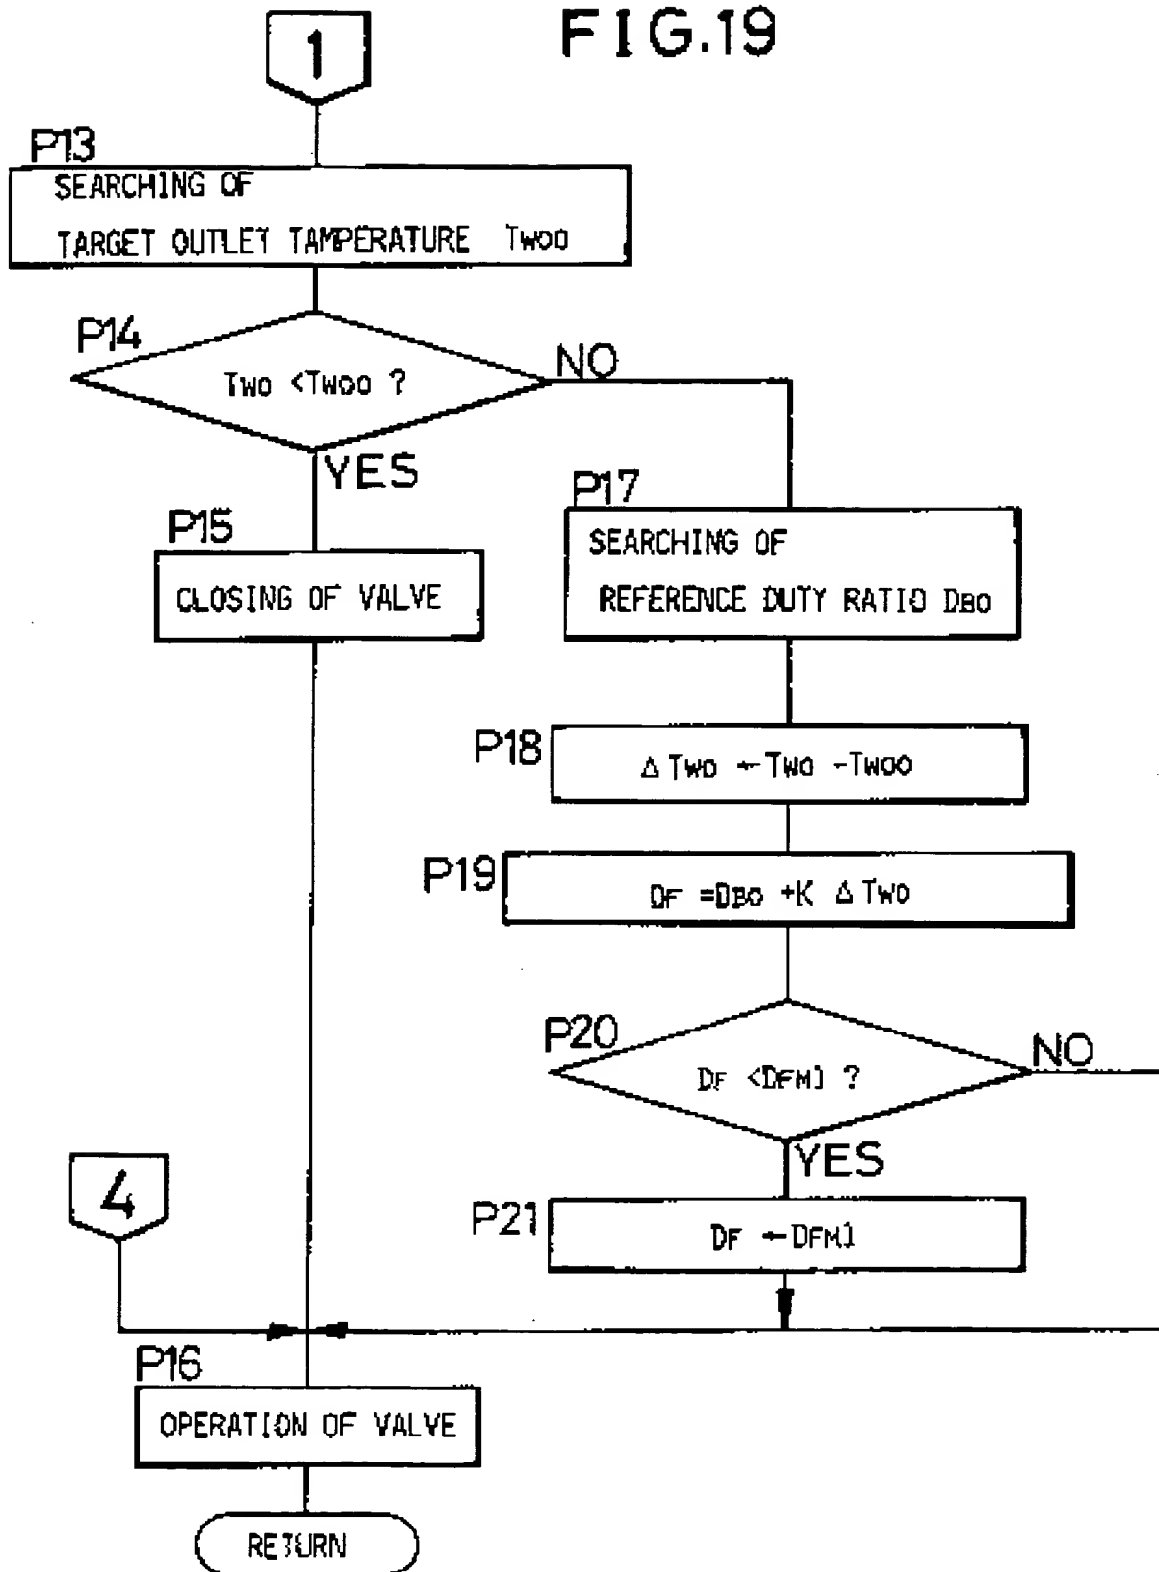 FIG.19
1
P13
SEARCHING OF
TARGET OUTLET TAMPERATURE TWOO
P14
TWO <TWOO ?
NO
YES
P15
CLOSING OF VALVE
P17
SEARCHING OF
REFERENCE DUTY RATIO DBO
P18
Δ TWO ← TWO -TWOO
P19
DF =DBO +K Δ TWO
P20
DF <DFM1 ?
NO
YES
P21
DF ← DFM1
4
P16
OPERATION OF VALVE
RETURN